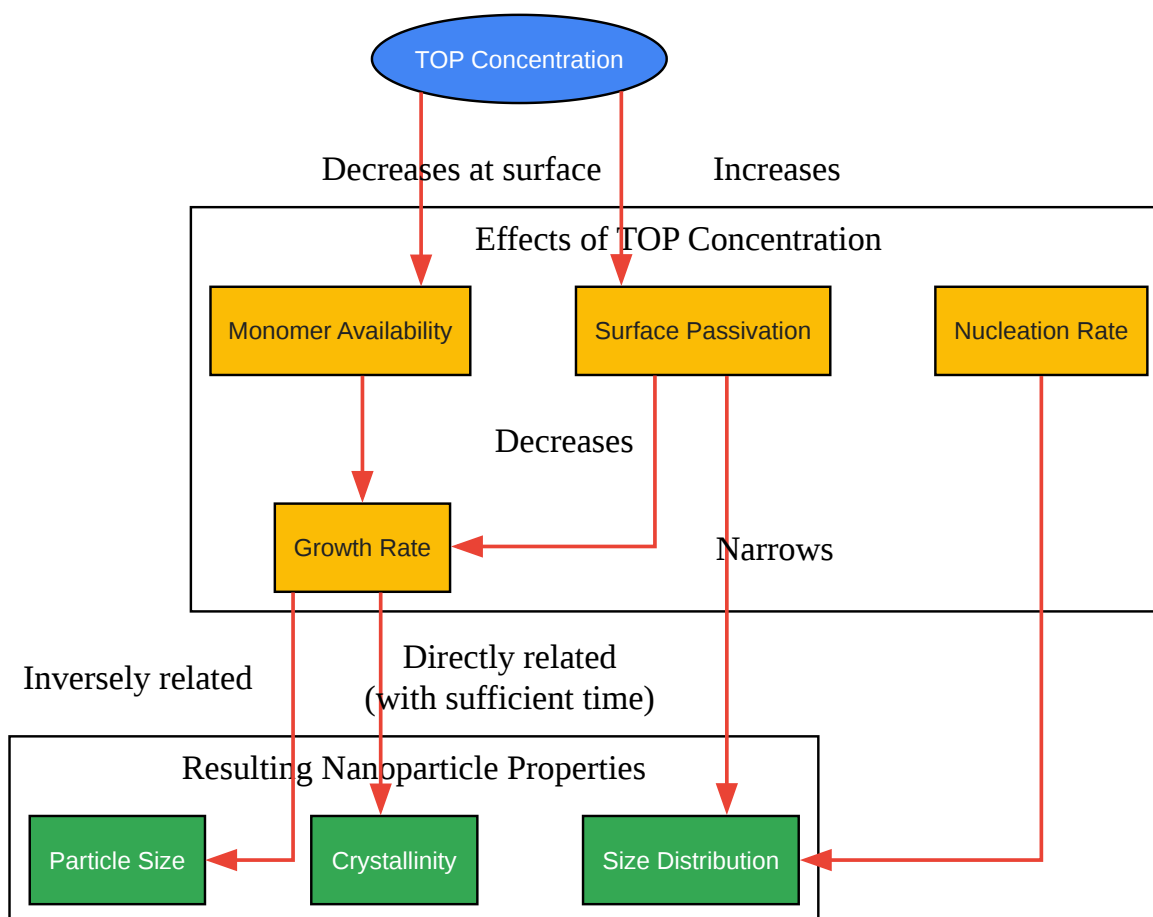 TOP Concentration
Decreases at surface
Increases
Effects of TOP Concentration
Monomer Availability
Surface Passivation
Nucleation Rate
Decreases
Growth Rate
Narrows
Inversely related
Directly related
(with sufficient time)
Resulting Nanoparticle Properties
Particle Size
Crystallinity
Size Distribution